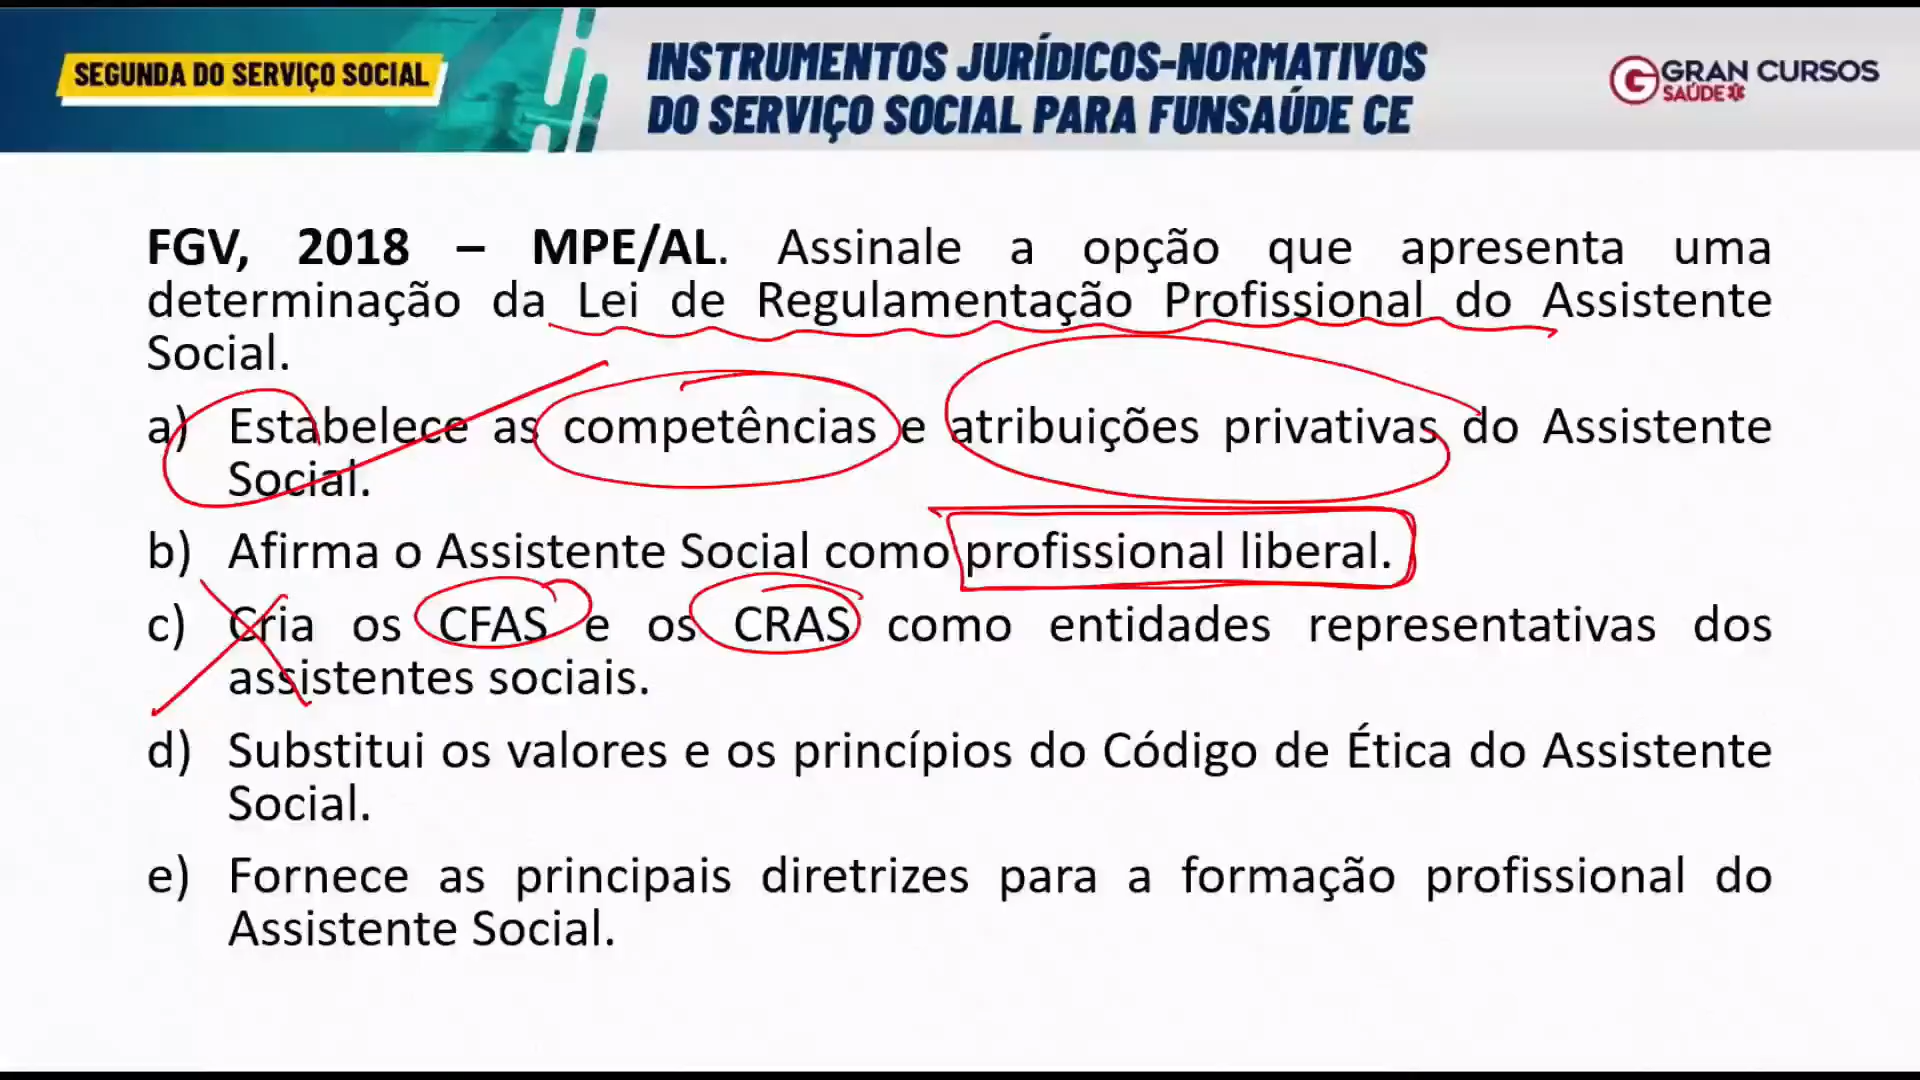 SEGUNDA DO SERVIÇO SOCIAL
INSTRUMENTOS JURÍDICOS-NORMATIVOS
DO SERVIÇO SOCIAL PARA FUNSAÚDE CE
GRAN CURSOS
SAÚDE
FGV, 2018 – MPE/AL. Assinale a opção que apresenta uma
determinação da Lei de Regulamentação Profissional do Assistente
Social.
a) Estabelece as competências e atribuições privativas do Assistente
Social.
b) Afirma o Assistente Social como profissional liberal.
c) Cria os CFAS e os CRAS como entidades representativas dos
assistentes sociais.
d) Substitui os valores e os princípios do Código de Ética do Assistente
Social.
e) Fornece as principais diretrizes para a formação profissional do
Assistente Social.